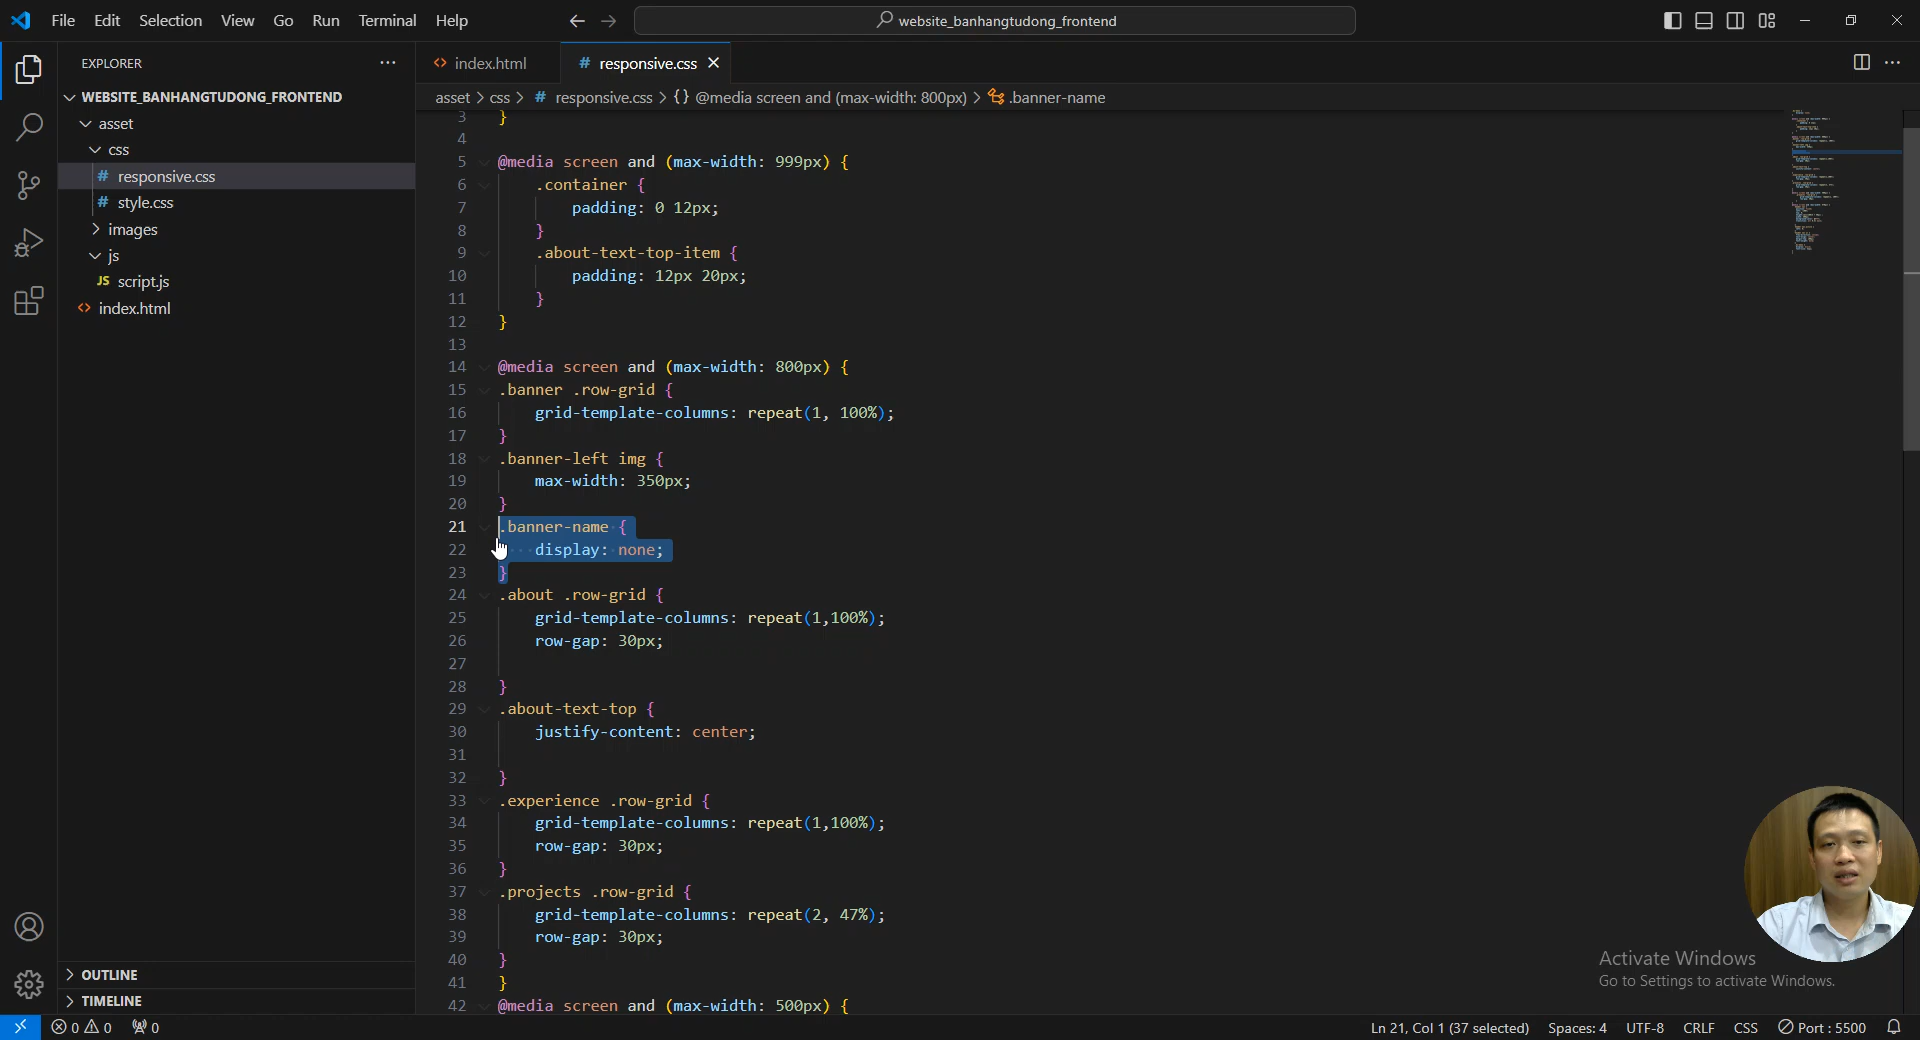 File Edit Selection View Go Run Terminal Help
website_banhangtudong_frontend
EXPLORER
WEBSITE_BANHANGTUDONG_FRONTEND
asset
css
# responsive.css
# style.css
images
js
JS script.js
<> index.html
OUTLINE
TIMELINE
<> index.html
# responsive.css
asset > css > # responsive.css > {} @media screen and (max-width: 800px) > .banner-name
3 }
4
5 @media screen and (max-width: 999px) {
6 .container {
7 padding: 0 12px;
8 }
9 .about-text-top-item {
10 padding: 12px 20px;
11 }
12 }
13
14 @media screen and (max-width: 800px) {
15 .banner .row-grid {
16 grid-template-columns: repeat(1, 100%);
17 }
18 .banner-left img {
19 max-width: 350px;
20 }
21 .banner-name {
22 display: none;
23 }
24 .about .row-grid {
25 grid-template-columns: repeat(1,100%);
26 row-gap: 30px;
27
28 }
29 .about-text-top {
30 justify-content: center;
31
32 }
33 .experience .row-grid {
34 grid-template-columns: repeat(1,100%);
35 row-gap: 30px;
36 }
37 .projects .row-grid {
38 grid-template-columns: repeat(2, 47%);
39 row-gap: 30px;
40 }
41 }
42 @media screen and (max-width: 500px) {
Activate Windows
Go to Settings to activate Windows.
0 0 0
Ln 21, Col 1 (37 selected) Spaces: 4 UTF-8 CRLF CSS Port : 5500